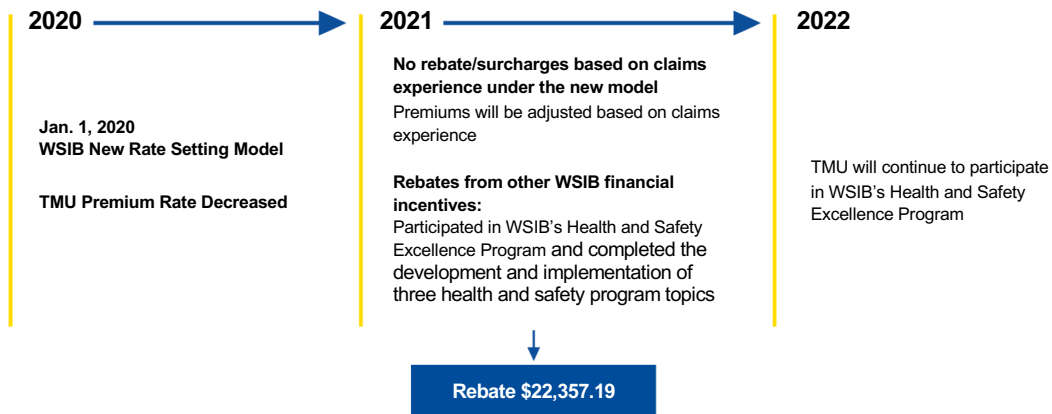 2020
Jan. 1, 2020
WSIB New Rate Setting Model
TMU Premium Rate Decreased
2021
No rebate/surcharges based on claims
experience under the new model
Premiums will be adjusted based on claims
experience
Rebates from other WSIB financial
incentives:
Participated in WSIB's Health and Safety
Excellence Program and completed the
development and implementation of
three health and safety program topics
Rebate $22,357.19
2022
TMU will continue to participate
in WSIB's Health and Safety
Excellence Program